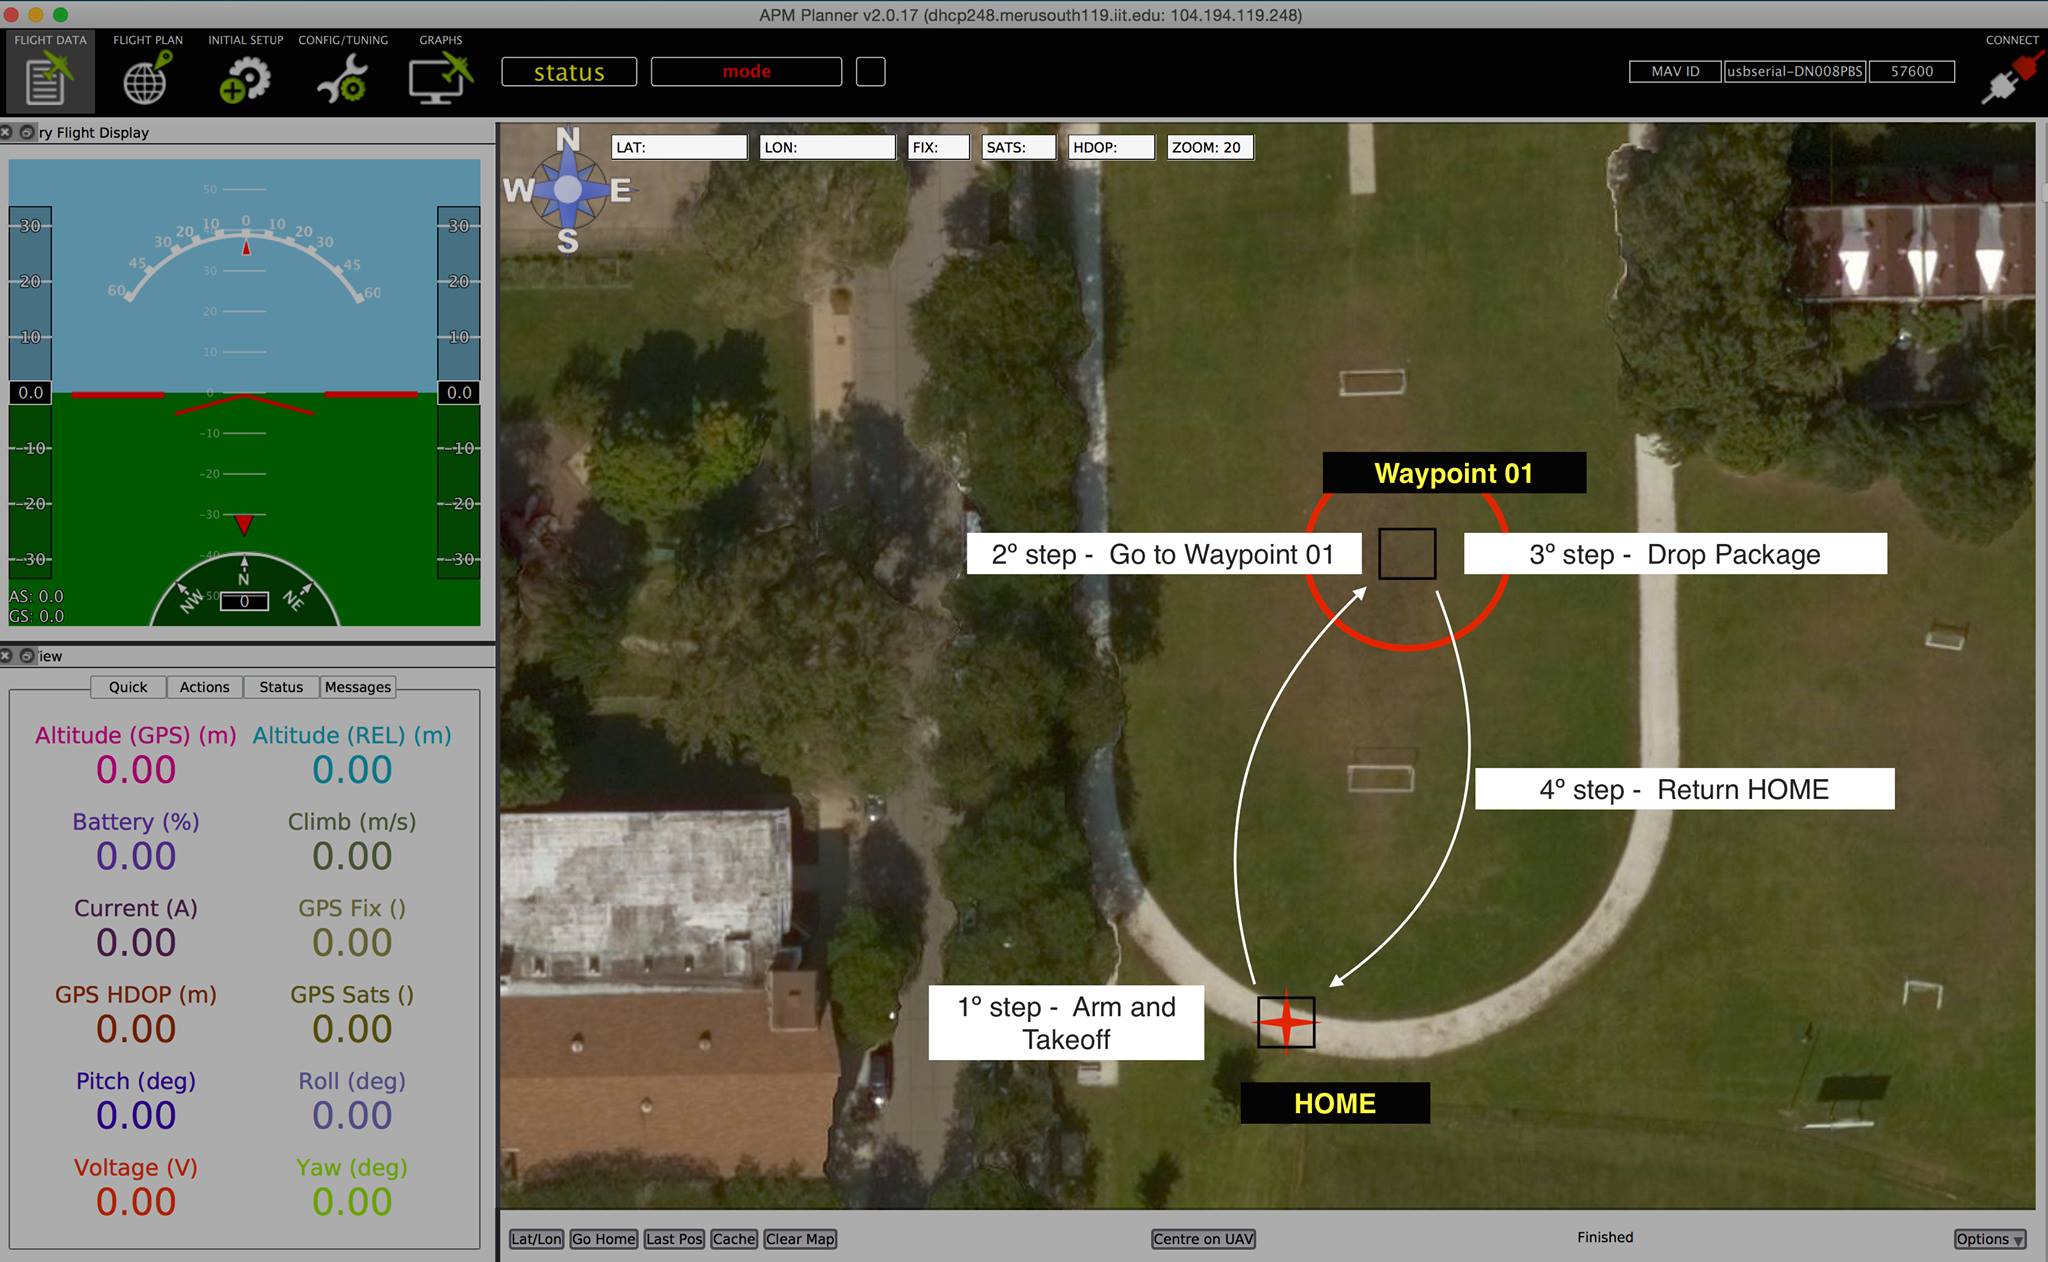 APM Planner v2.0.17 (dhcp248.merusouth119.iit.edu: 104.194.119.248)
FLIGHT DATA
FLIGHT PLAN
INITIAL SETUP
CONFIG/TUNING
GRAPHS
status
mode
MAV ID
usbserial-DN008PBS
57600
CONNECT
ry Flight Display
50
40
30
20
10
0
-10
-20
-30
-40
50
60
45
30
20
10
0
10
20
30
45
60
30
20
10
0.0
-10
-20
-30
30
20
10
0.0
-10
-20
-30
AS: 0.0
GS: 0.0
NW
N
NE
0
iew
Quick
Actions
Status
Messages
Altitude (GPS) (m)
0.00
Altitude (REL) (m)
0.00
Battery (%)
0.00
Climb (m/s)
0.00
Current (A)
0.00
GPS Fix ()
0.00
GPS HDOP (m)
0.00
GPS Sats ()
0.00
Pitch (deg)
0.00
Roll (deg)
0.00
Voltage (V)
0.00
Yaw (deg)
0.00
N
W
E
S
LAT:
LON:
FIX:
SATS:
HDOP:
ZOOM: 20
Waypoint 01
2º step - Go to Waypoint 01
3º step - Drop Package
4º step - Return HOME
1º step - Arm and
Takeoff
HOME
Lat/Lon
Go Home
Last Pos
Cache
Clear Map
Centre on UAV
Finished
Options